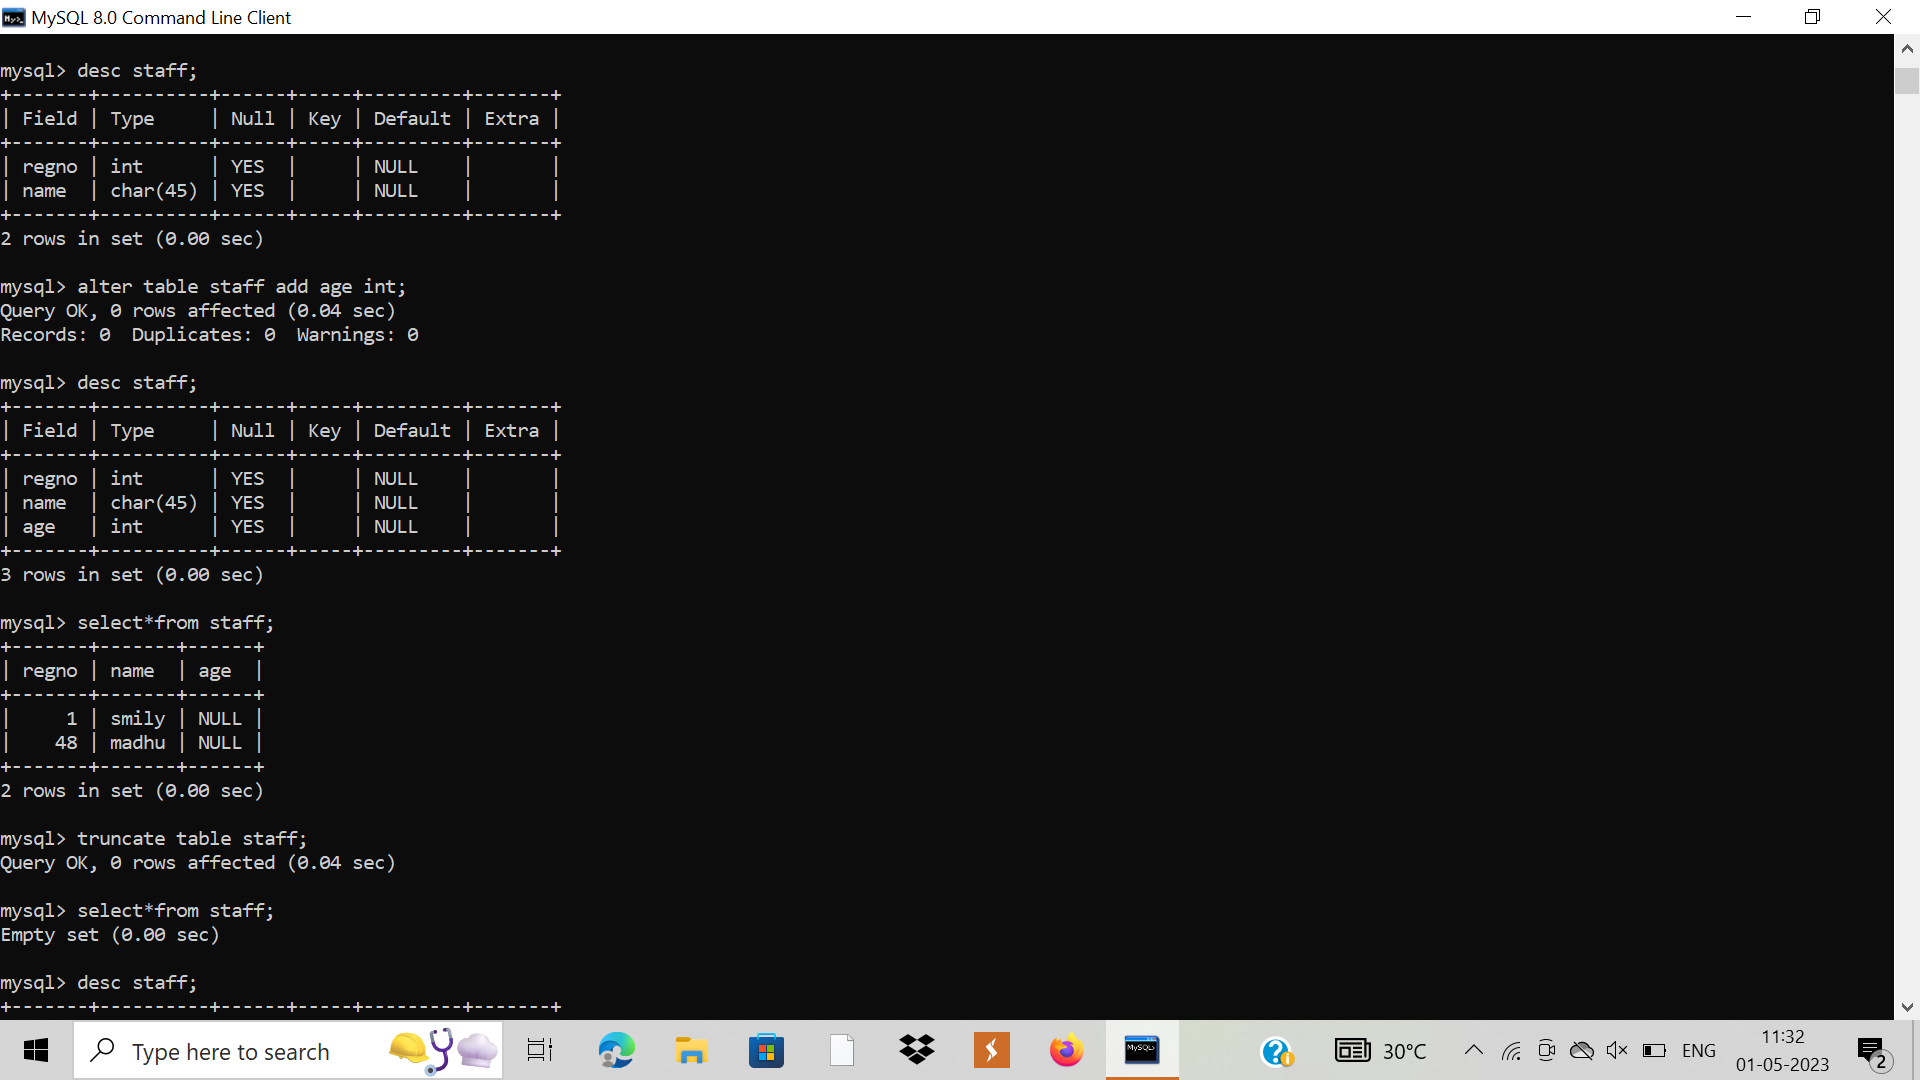 MySQL 8.0 Command Line Client
mysql> desc staff;
+-------+----------+------+-----+---------+-------+
| Field | Type     | Null | Key | Default | Extra |
+-------+----------+------+-----+---------+-------+
| regno | int      | YES  |     | NULL    |       |
| name  | char(45) | YES  |     | NULL    |       |
+-------+----------+------+-----+---------+-------+
2 rows in set (0.00 sec)
mysql> alter table staff add age int;
Query OK, 0 rows affected (0.04 sec)
Records: 0  Duplicates: 0  Warnings: 0
mysql> desc staff;
+-------+----------+------+-----+---------+-------+
| Field | Type     | Null | Key | Default | Extra |
+-------+----------+------+-----+---------+-------+
| regno | int      | YES  |     | NULL    |       |
| name  | char(45) | YES  |     | NULL    |       |
| age   | int      | YES  |     | NULL    |       |
+-------+----------+------+-----+---------+-------+
3 rows in set (0.00 sec)
mysql> select*from staff;
+-------+-------+------+
| regno | name  | age  |
+-------+-------+------+
|     1 | smily | NULL |
|    48 | madhu | NULL |
+-------+-------+------+
2 rows in set (0.00 sec)
mysql> truncate table staff;
Query OK, 0 rows affected (0.04 sec)
mysql> select*from staff;
Empty set (0.00 sec)
mysql> desc staff;
+-------+----------+------+-----+---------+-------+
Type here to search
MySQL>
30°C
ENG
11:32
01-05-2023
2